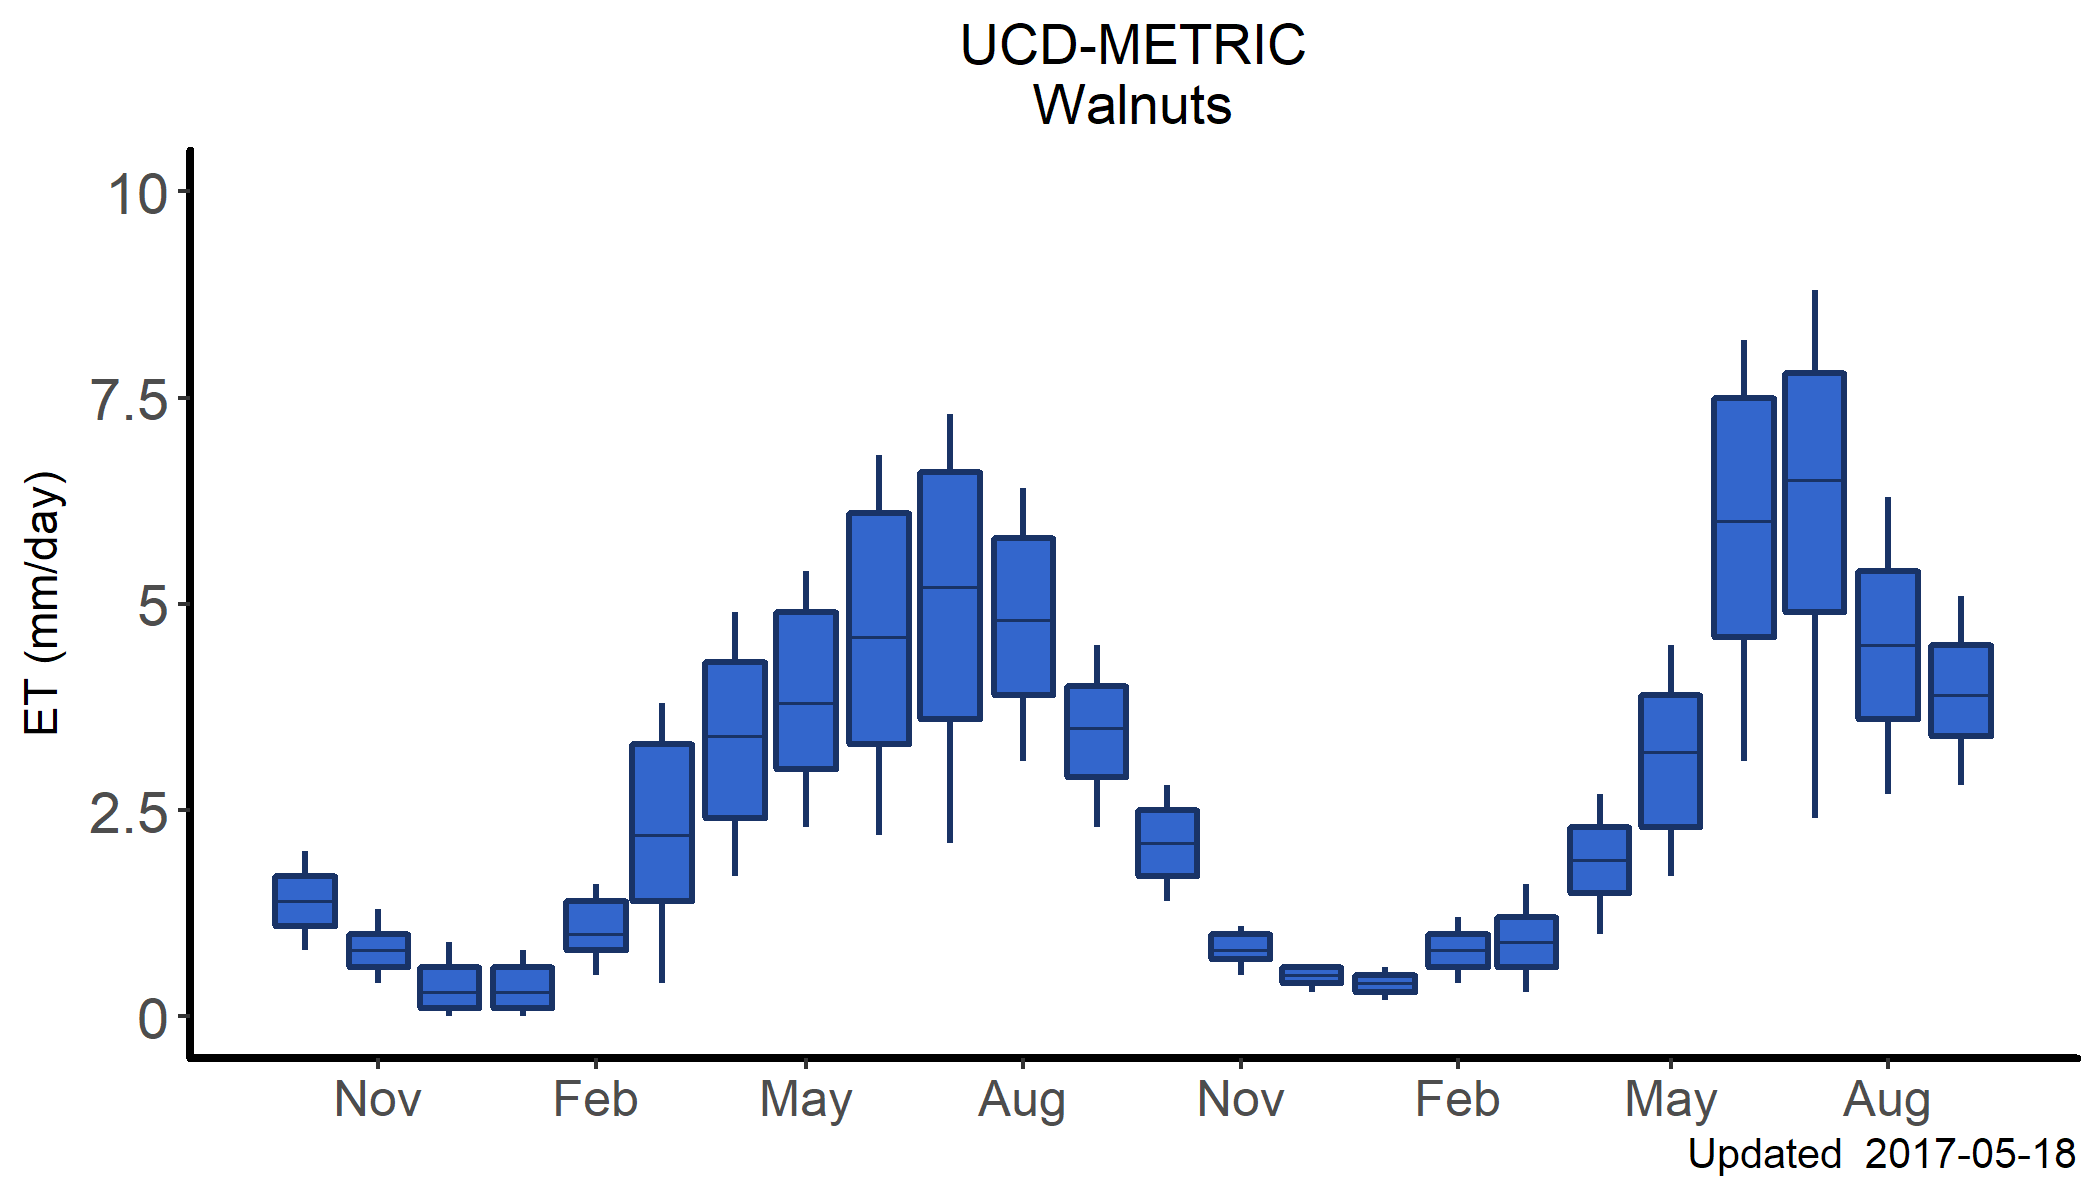 UCD-METRIC
Walnuts
10
7.5
5
2.5
0
ET (mm/day)
Nov Feb May Aug Nov Feb May Aug
Updated 2017-05-18